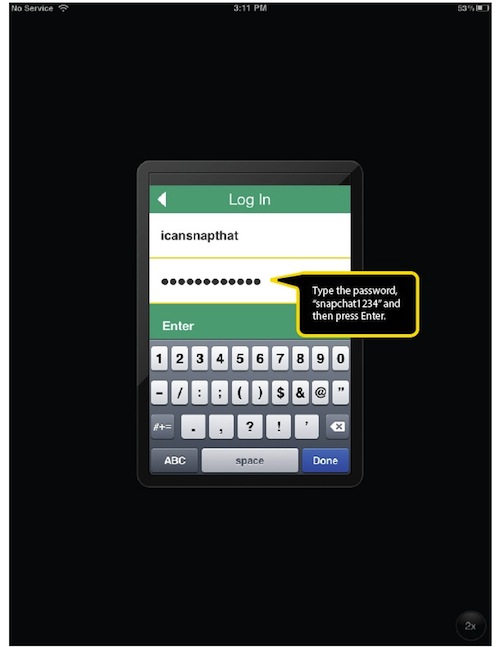 No Service 3:11 PM 53%
Log In
icansnapthat
●●●●●●●●●●●●
Type the password,
“snapchat1234” and
then press Enter.
Enter
1 2 3 4 5 6 7 8 9 0
- / : ; ( ) $ & @ "
#+= . , ? ! '
ABC space Done
2x